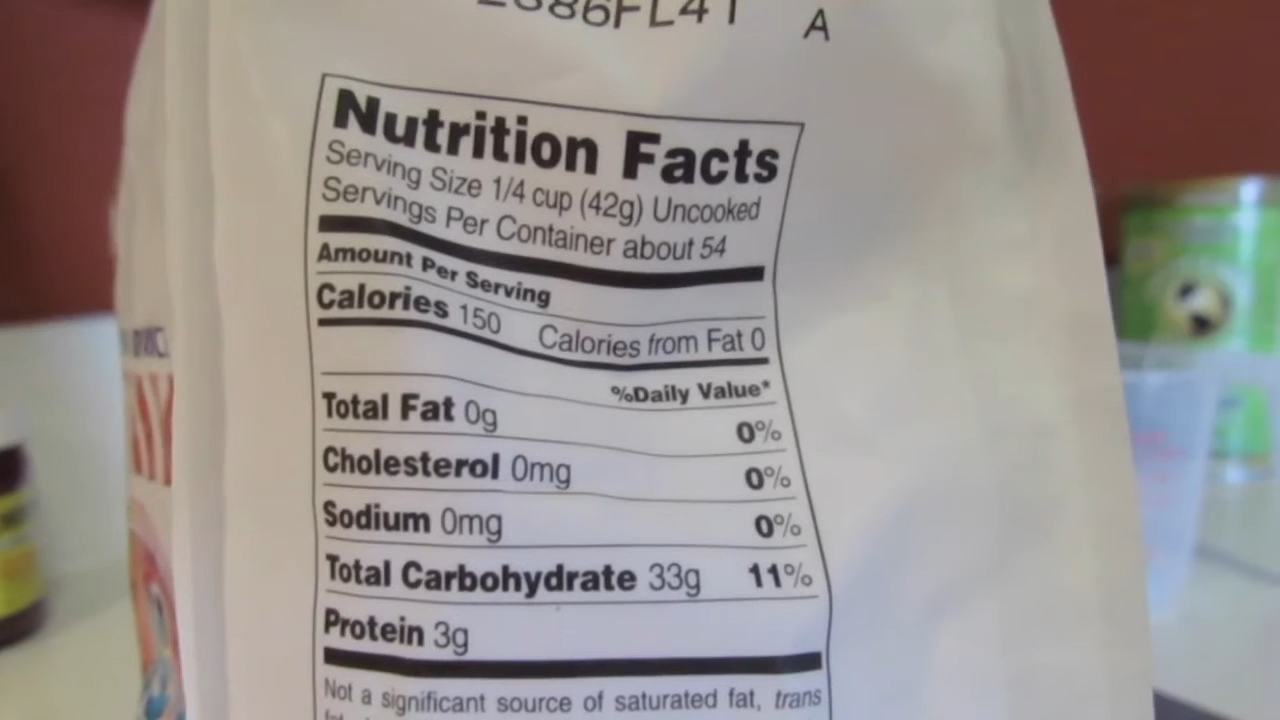 A
Nutrition Facts
Serving Size 1/4 cup (42g) Uncooked
Servings Per Container about 54
Amount Per Serving
Calories 150 Calories from Fat 0
%Daily Value*
Total Fat 0g 0%
Cholesterol 0mg 0%
Sodium 0mg 0%
Total Carbohydrate 33g 11%
Protein 3g
Not a significant source of saturated fat, trans